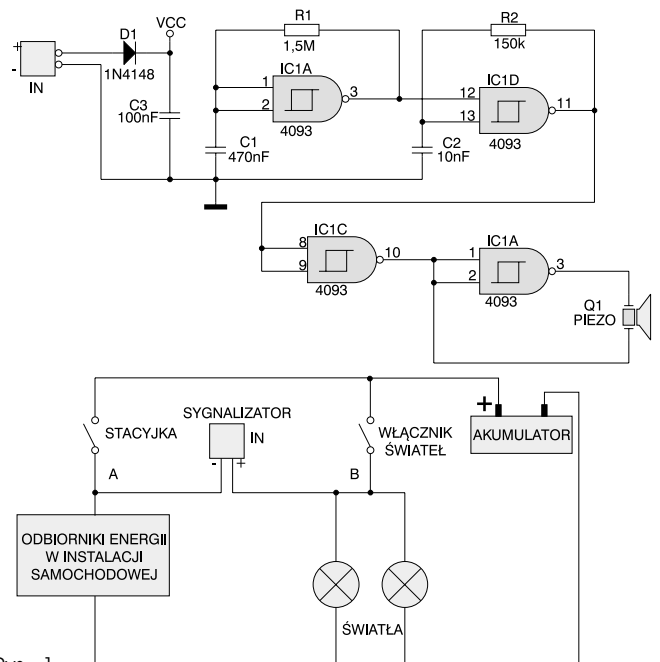 VCC
D1
+
-
IN
1N4148
C3
100nF
R1
1,5M
IC1A
1
2
3
4093
C1
470nF
R2
150k
IC1D
12
13
11
4093
C2
10nF
IC1C
8
9
10
4093
IC1A
1
2
3
4093
Q1
PIEZO
STACYJKA
SYGNALIZATOR
IN
- +
WŁĄCZNIK
ŚWIATEŁ
+
AKUMULATOR
A
B
ODBIORNIKI ENERGII
W INSTALACJI
SAMOCHODOWEJ
ŚWIATŁA